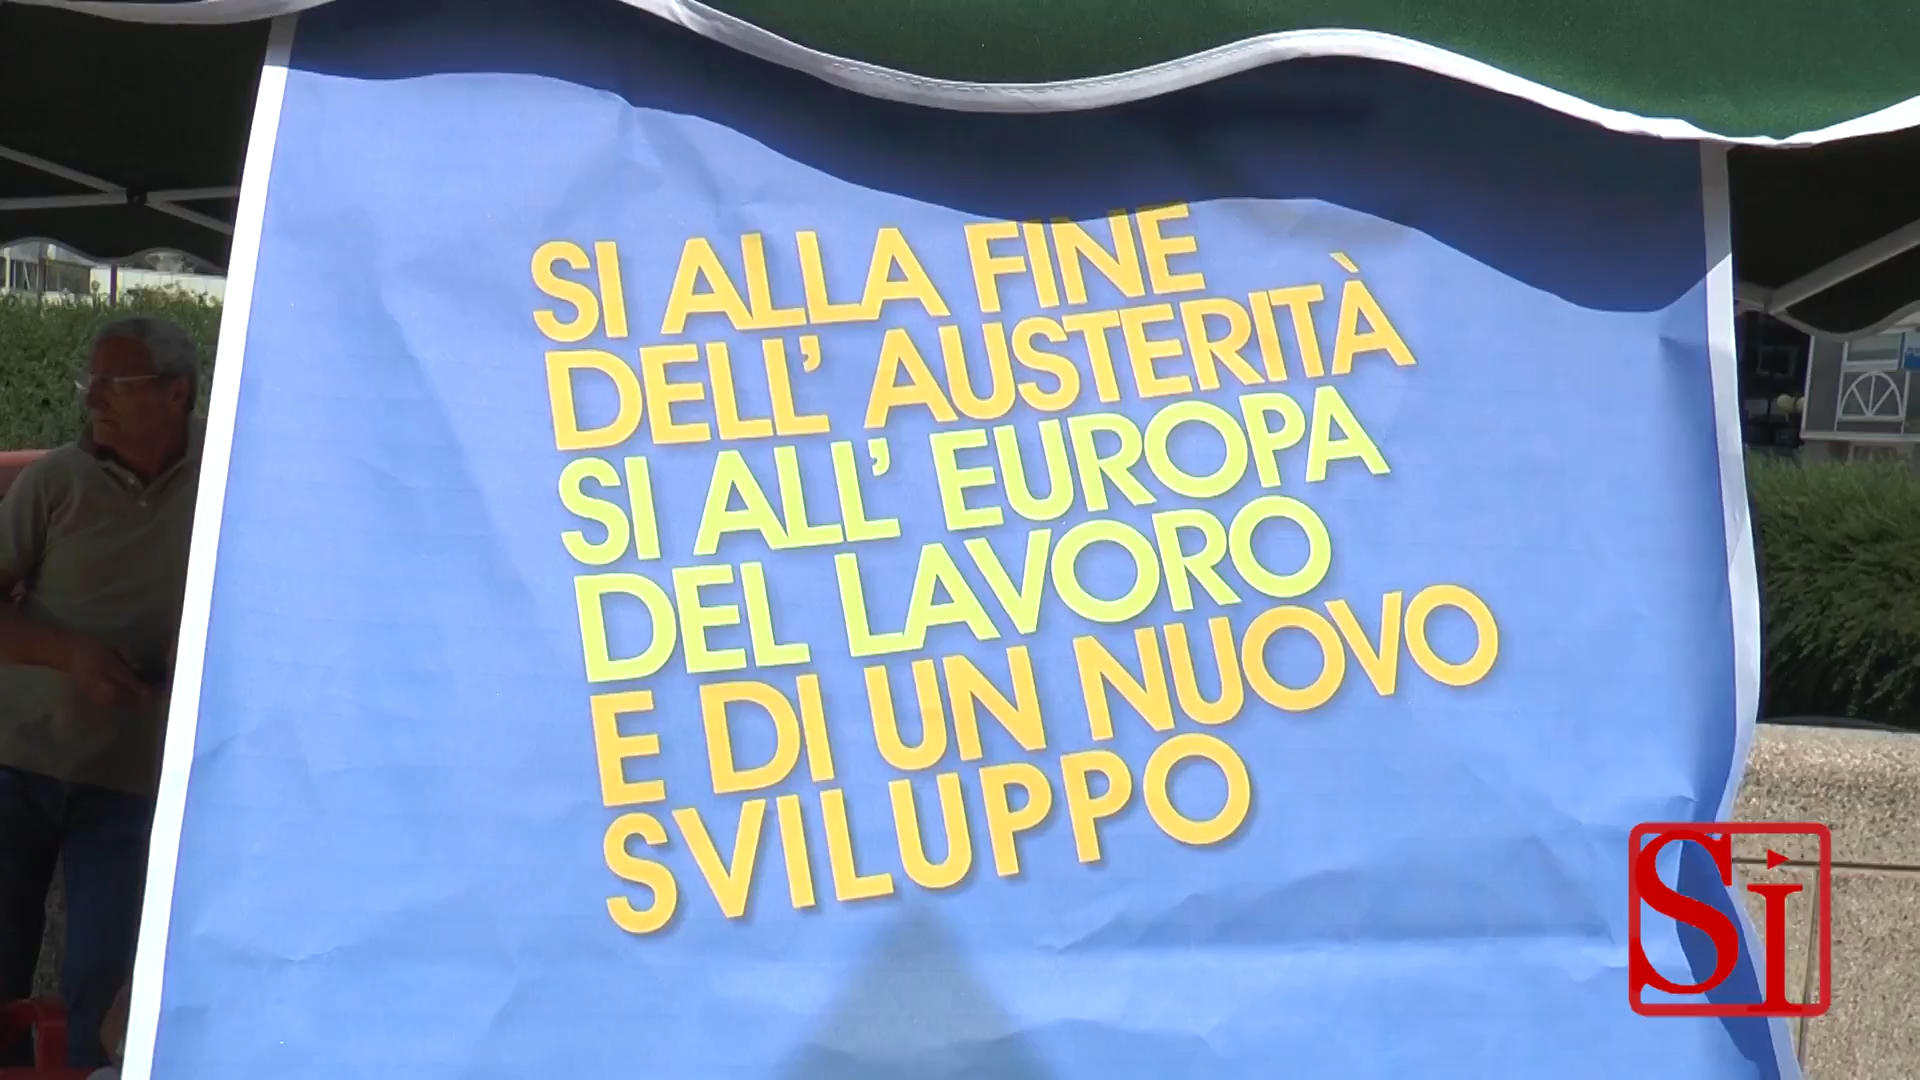 SI ALLA FINE
DELL' AUSTERITÀ
SI ALL' EUROPA
DEL LAVORO
E DI UN NUOVO
SVILUPPO
Si